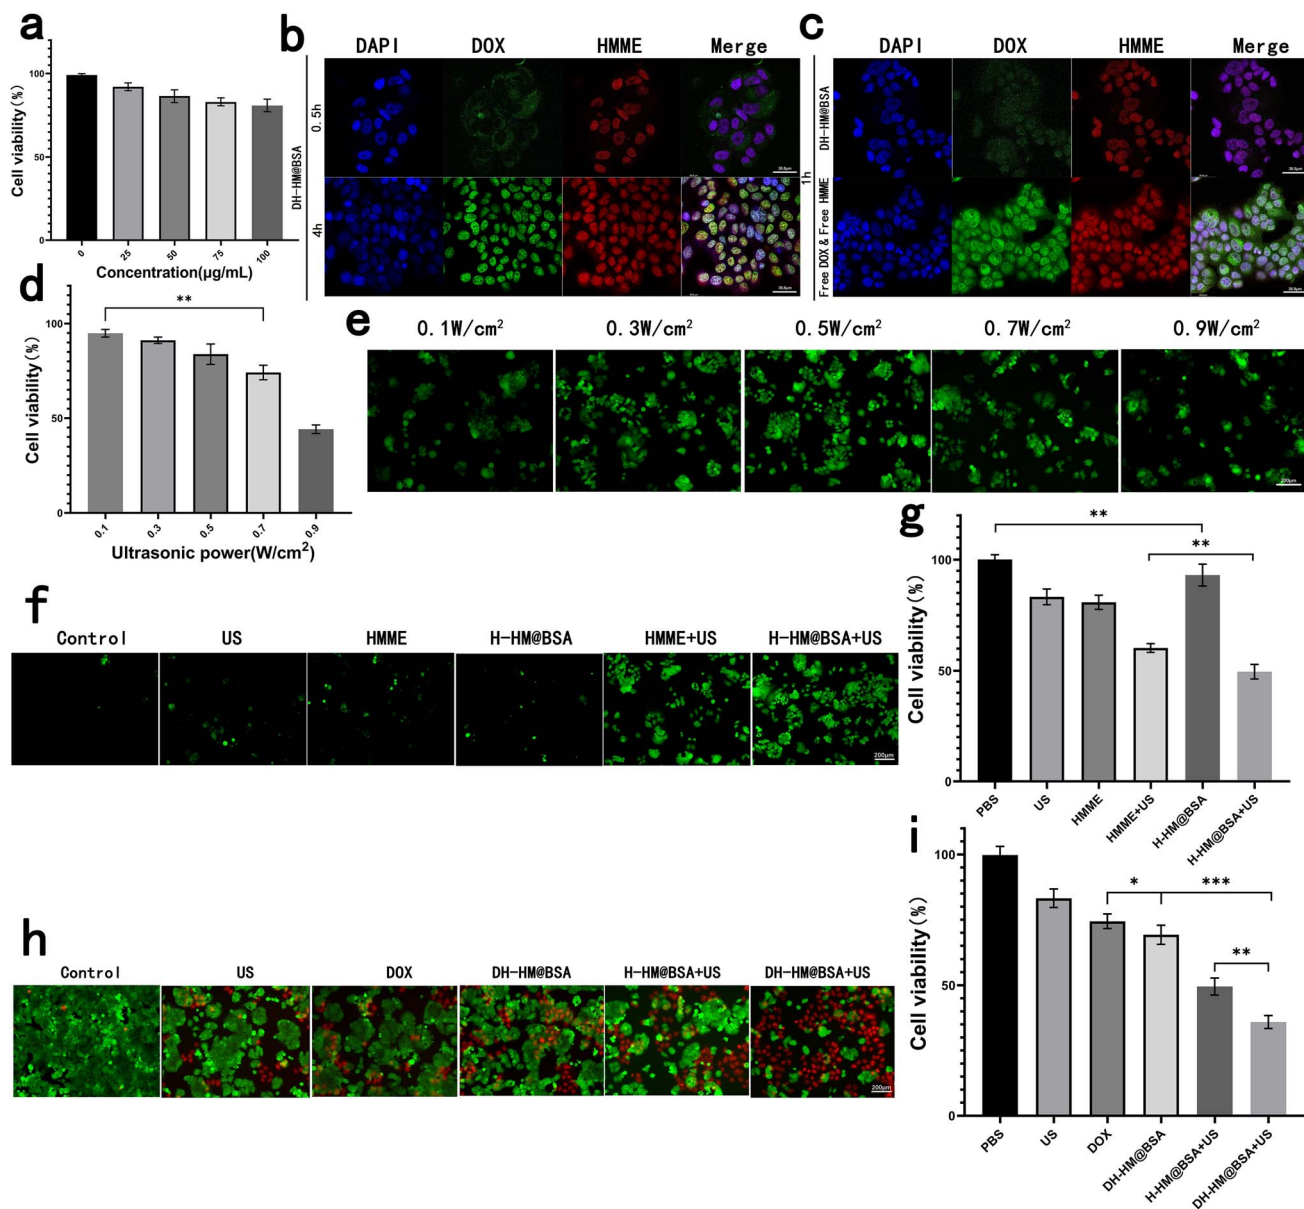 a
Cell viability(%)
100
50
0
0
25
50
75
100
Concentration(μg/mL)
b
DAPI
DOX
HMME
Merge
DH-HM@BSA
0.5h
4h
c
DAPI
DOX
HMME
Merge
1h
DH-HM@BSA
Free DOX & Free HMME
d
Cell viability(%)
**
100
50
0
0.1
0.3
0.5
0.7
0.9
Ultrasonic power(W/cm²)
e
0.1W/cm²
0.3W/cm²
0.5W/cm²
0.7W/cm²
0.9W/cm²
200μm
f
Control
US
HMME
H-HM@BSA
HMME+US
H-HM@BSA+US
200μm
g
Cell viability(%)
**
**
100
50
0
PBS
US
HMME
HMME+US
H-HM@BSA
H-HM@BSA+US
h
Control
US
DOX
DH-HM@BSA
H-HM@BSA+US
DH-HM@BSA+US
200μm
i
Cell viability(%)
*
***
**
100
50
0
PBS
US
DOX
DH-HM@BSA
H-HM@BSA+US
DH-HM@BSA+US